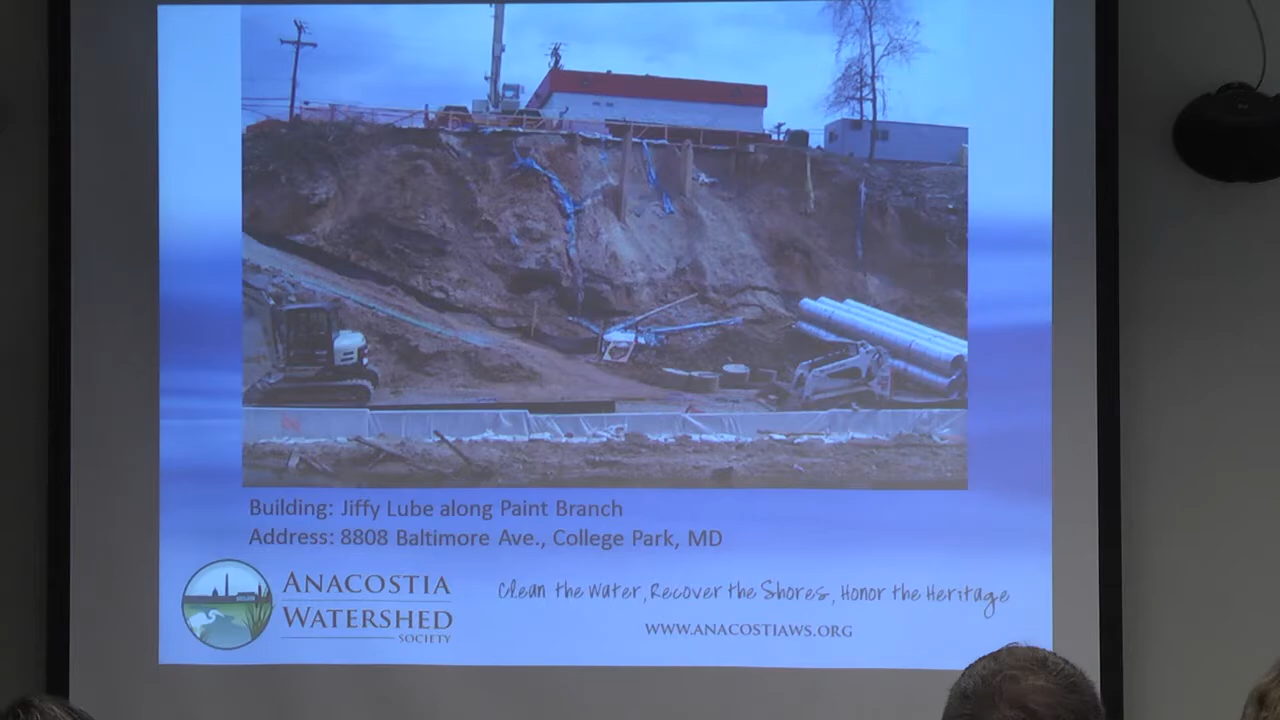 Building: Jiffy Lube along Paint Branch
Address: 8808 Baltimore Ave., College Park, MD
ANACOSTIA
WATERSHED
SOCIETY
Clean the Water, Recover the Shores, Honor the Heritage
WWW.ANACOSTIAWS.ORG